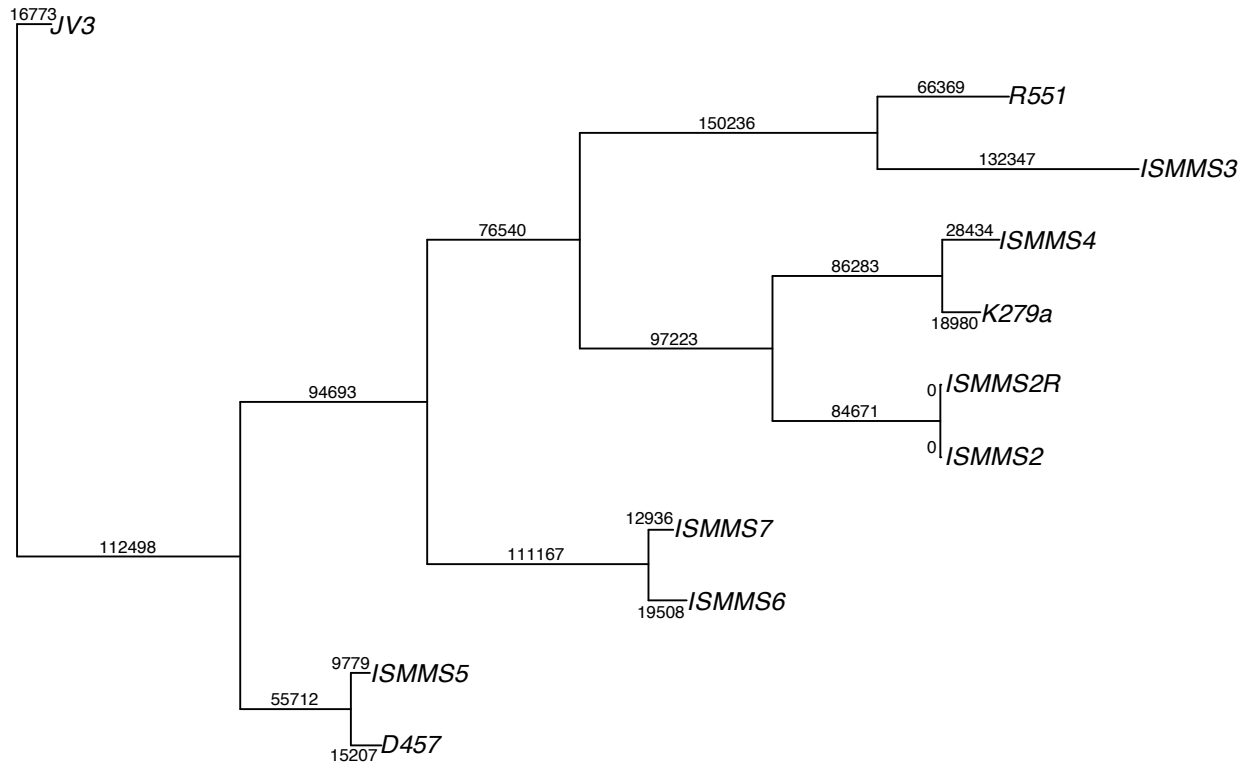 16773
JV3
66369
R551
150236
132347
ISMMS3
76540
28434
ISMMS4
86283
18980
K279a
97223
0
ISMMS2R
94693
84671
0
ISMMS2
12936
ISMMS7
112498
111167
19508
ISMMS6
9779
ISMMS5
55712
15207
D457